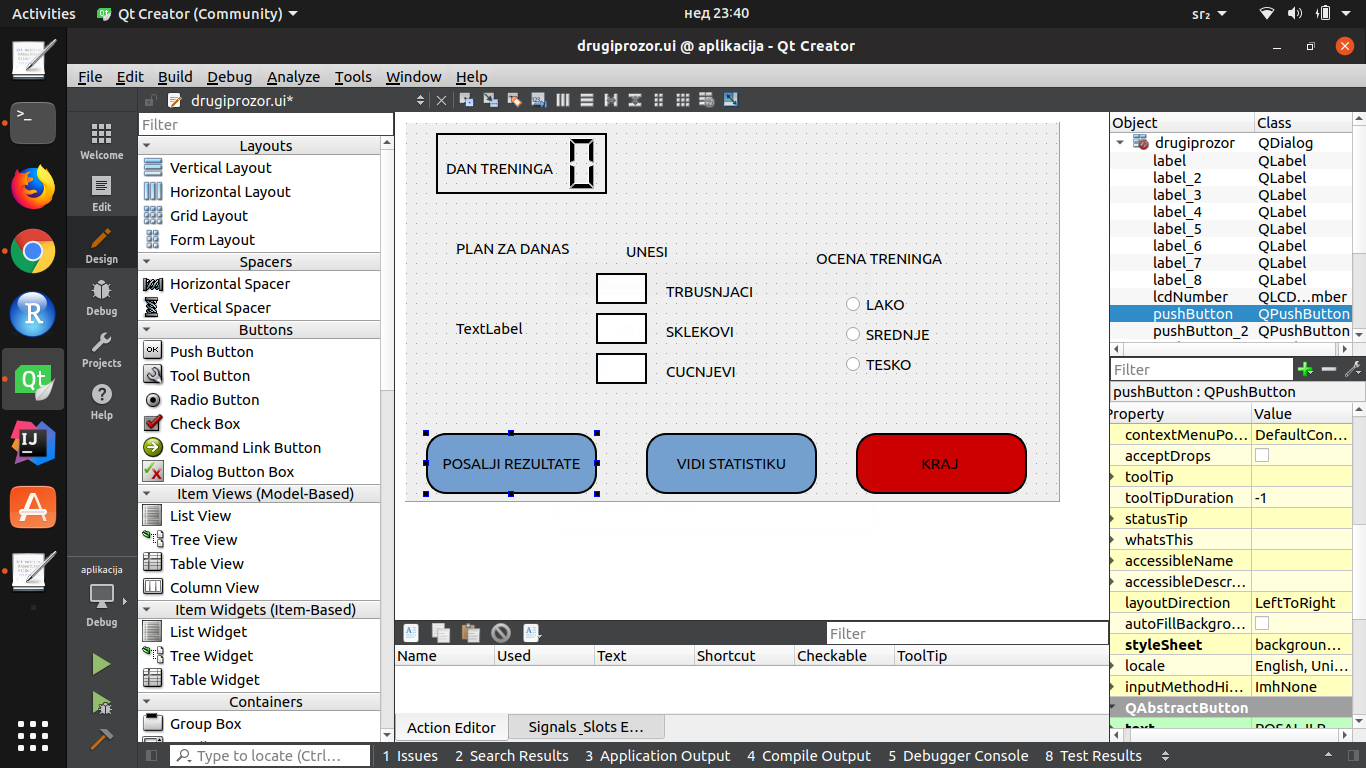 Activities Qt Creator (Community) нед 23:40 sr₂
drugiprozor.ui @ aplikacija - Qt Creator
File Edit Build Debug Analyze Tools Window Help
drugiprozor.ui*
Welcome
Edit
Design
Debug
Projects
Help
aplikacija
Debug
Filter
Layouts
Vertical Layout
Horizontal Layout
Grid Layout
Form Layout
Spacers
Horizontal Spacer
Vertical Spacer
Buttons
Push Button
Tool Button
Radio Button
Check Box
Command Link Button
Dialog Button Box
Item Views (Model-Based)
List View
Tree View
Table View
Column View
Item Widgets (Item-Based)
List Widget
Tree Widget
Table Widget
Containers
Group Box
DAN TRENINGA 0
PLAN ZA DANAS UNESI OCENA TRENINGA
TRBUSNJACI
LAKO
TextLabel SKLEKOVI SREDNJE
CUCNJEVI TESKO
POSALJI REZULTATE VIDI STATISTIKU KRAJ
Filter
Name Used Text Shortcut Checkable ToolTip
Action Editor Signals _Slots E...
Object Class
drugiprozor QDialog
label QLabel
label_2 QLabel
label_3 QLabel
label_4 QLabel
label_5 QLabel
label_6 QLabel
label_7 QLabel
label_8 QLabel
lcdNumber QLCD...mber
pushButton QPushButton
pushButton_2 QPushButton
Filter
pushButton : QPushButton
Property Value
contextMenuPo... DefaultCon...
acceptDrops
toolTip
toolTipDuration -1
statusTip
whatsThis
accessibleName
accessibleDescr...
layoutDirection LeftToRight
autoFillBackgro...
styleSheet backgroun...
locale English, Uni...
inputMethodHi... ImhNone
QAbstractButton
Type to locate (Ctrl... 1 Issues 2 Search Results 3 Application Output 4 Compile Output 5 Debugger Console 8 Test Results